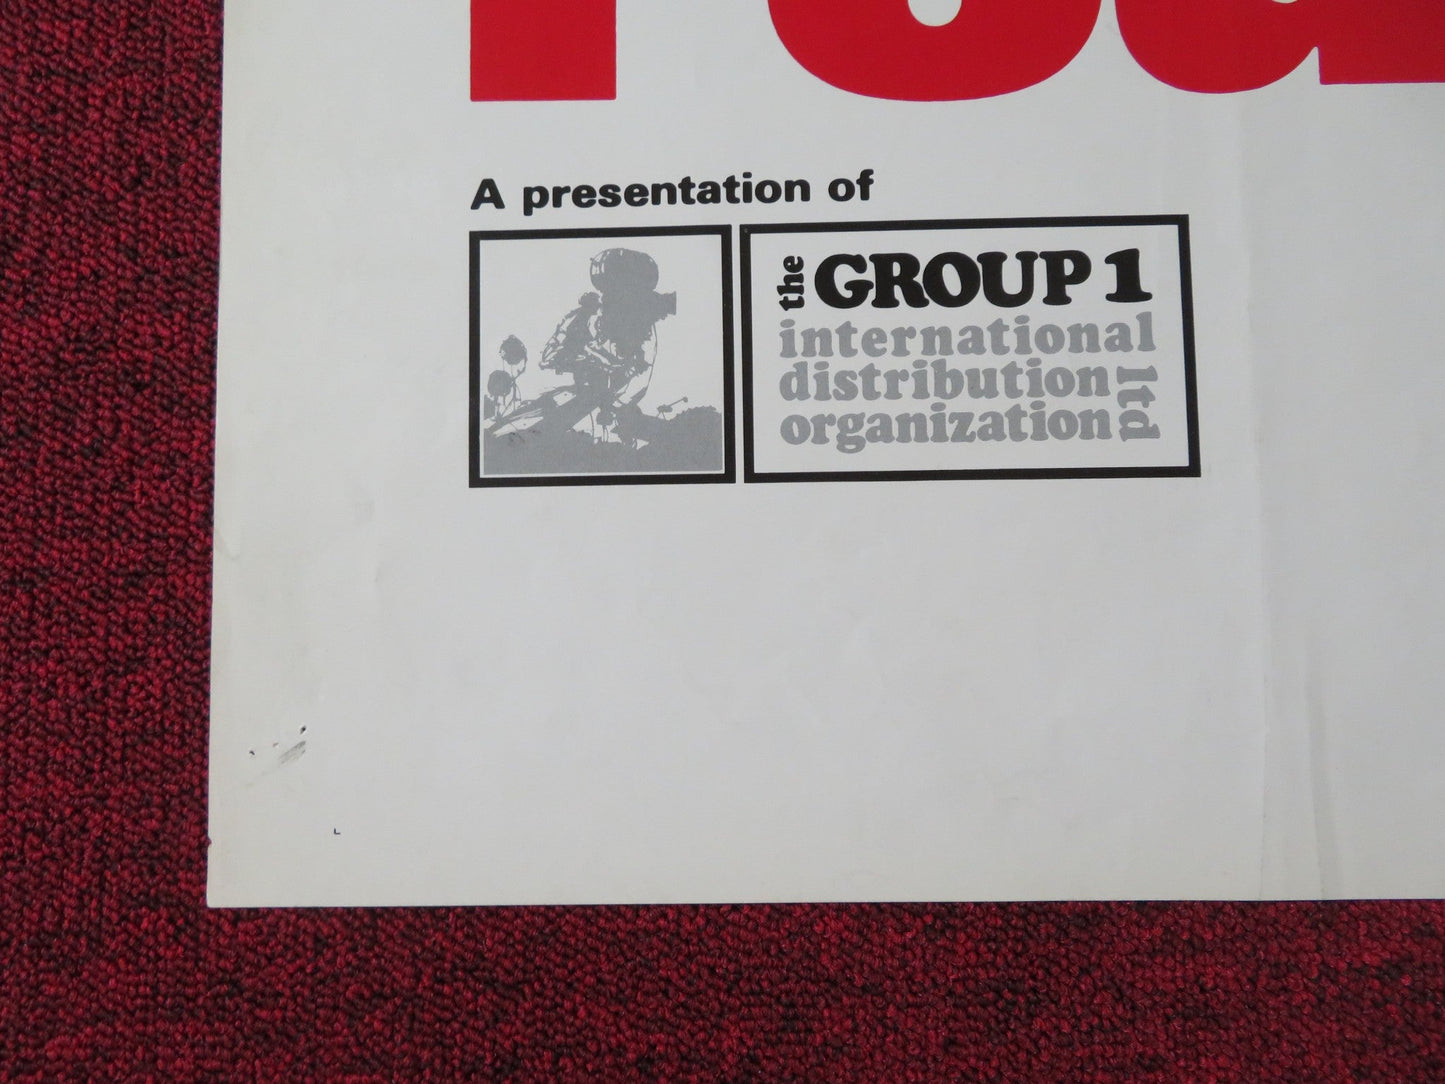 A presentation of
the GROUP 1
international
distribution ltd
organization